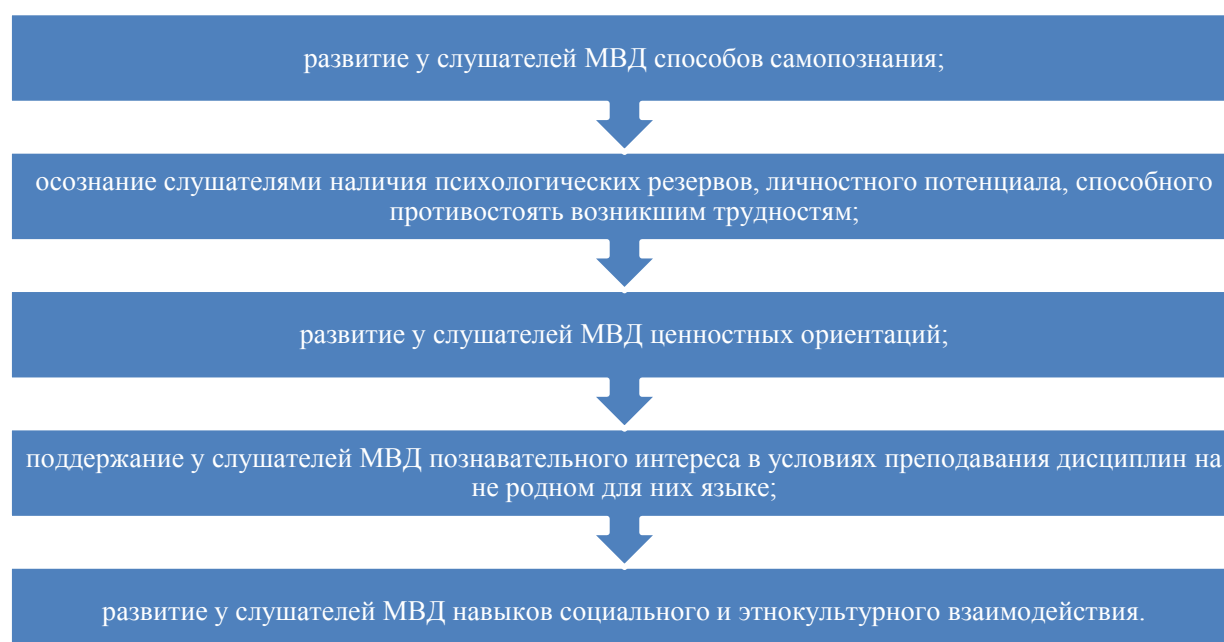 развитие у слушателей МВД способов самопознания;
осознание слушателями наличия психологических резервов, личностного потенциала, способного
противостоять возникшим трудностям;
развитие у слушателей МВД ценностных ориентаций;
поддержание у слушателей МВД познавательного интереса в условиях преподавания дисциплин на
не родном для них языке;
развитие у слушателей МВД навыков социального и этнокультурного взаимодействия.